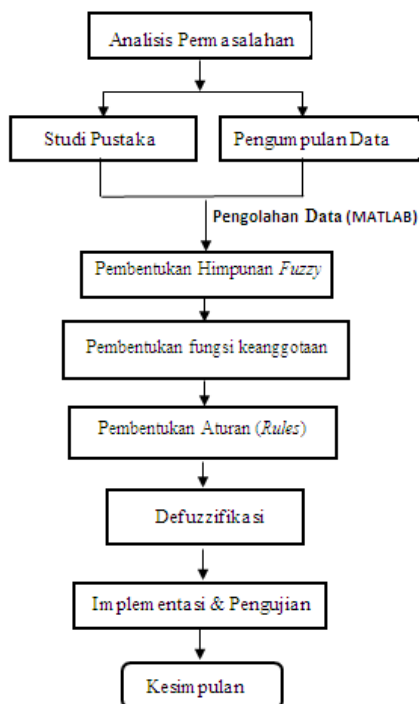 Analisis Permasalahan
Studi Pustaka
Pengumpulan Data
Pengolahan Data (MATLAB)
Pembentukan Himpunan Fuzzy
Pembentukan fungsi keanggotaan
Pembentukan Aturan (Rules)
Defuzzifikasi
Implementasi & Pengujian
Kesimpulan